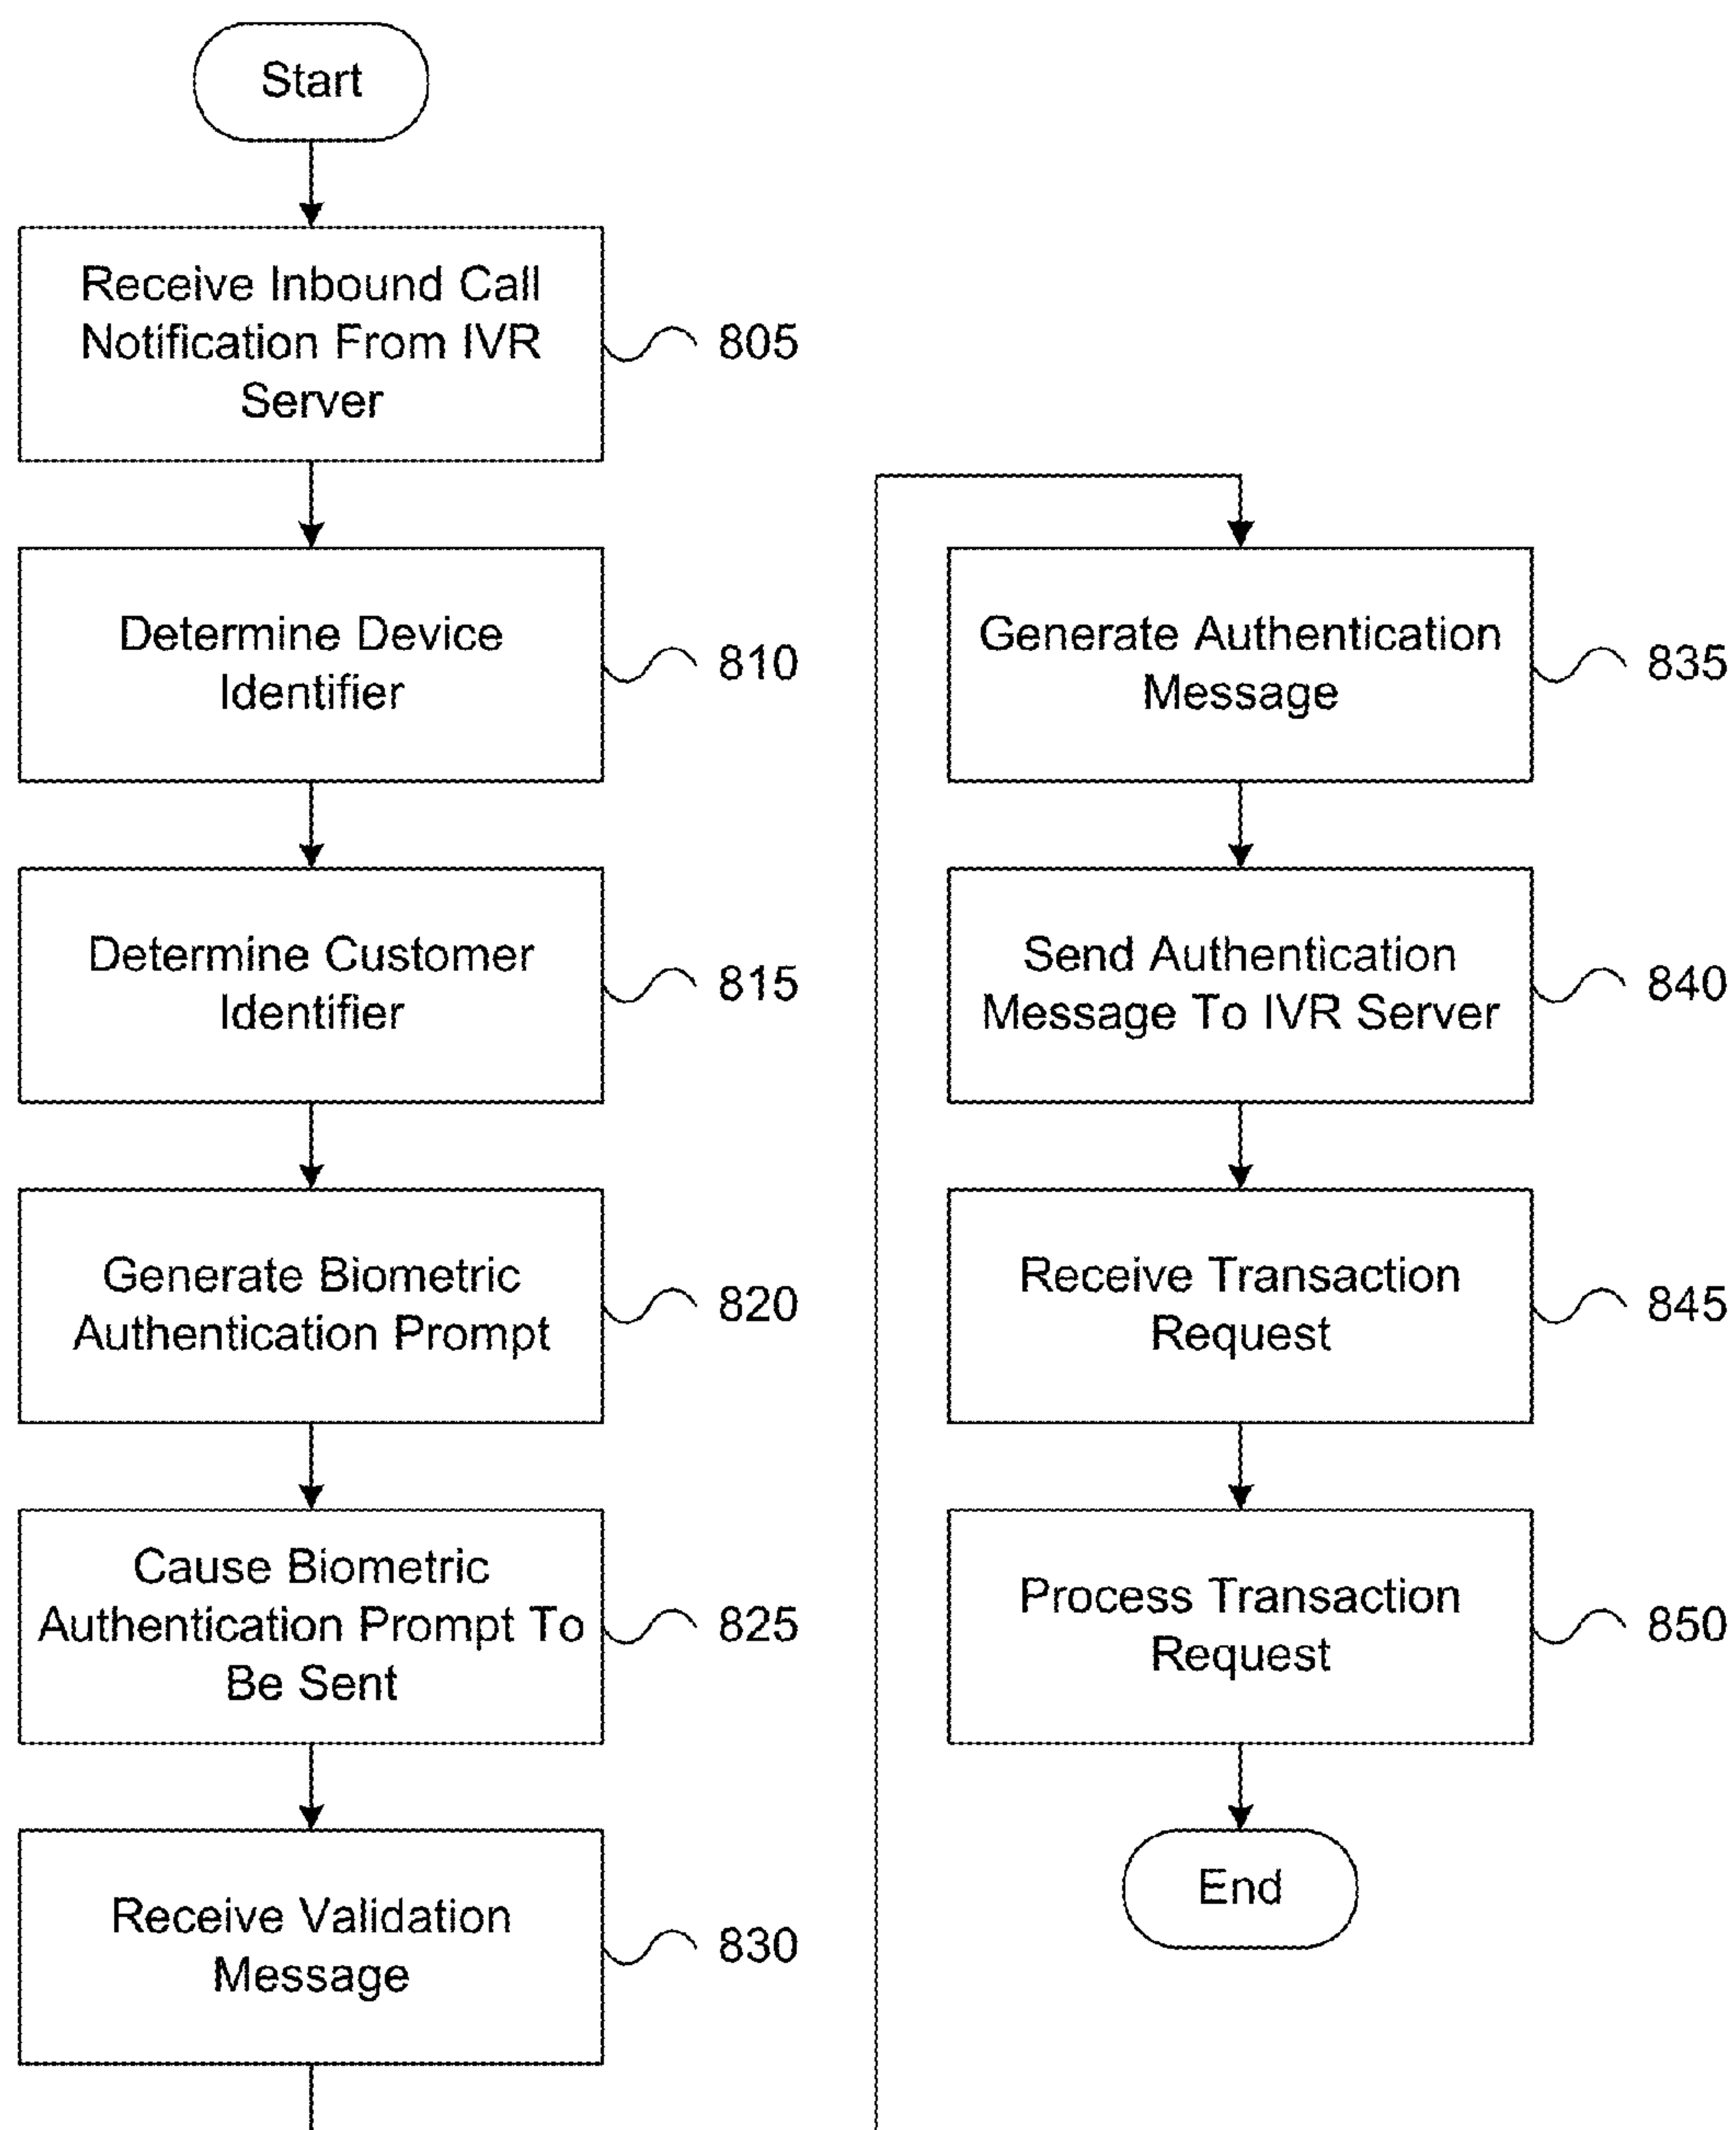 Start
Receive Inbound Call
Notification From IVR
Server
805
Determine Device
Identifier
810
Determine Customer
Identifier
815
Generate Biometric
Authentication Prompt
820
Cause Biometric
Authentication Prompt To
Be Sent
825
Receive Validation
Message
830
Generate Authentication
Message
835
Send Authentication
Message To IVR Server
840
Receive Transaction
Request
845
Process Transaction
Request
850
End